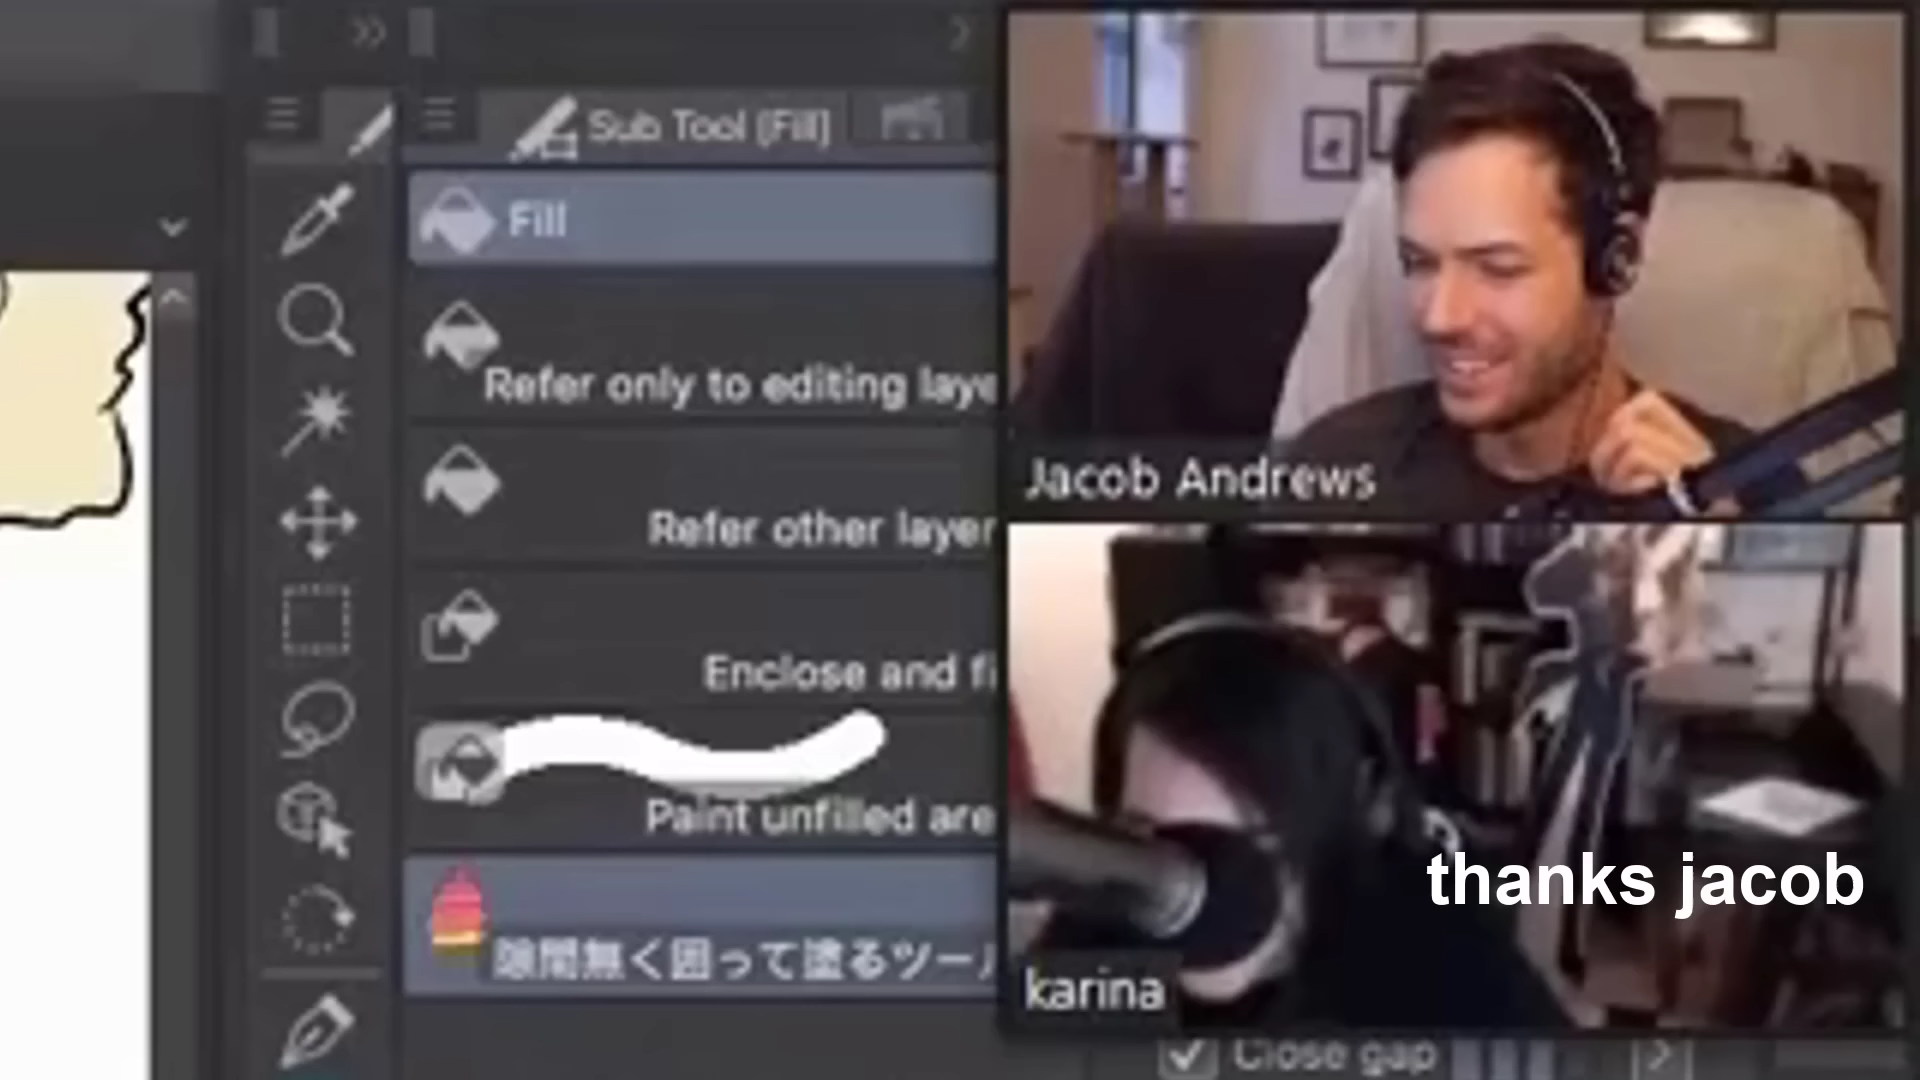 Sub Tool [Fill]
Fill
Refer only to editing laye
Refer other layer
Enclose and fi
Paint unfilled are
隙間無く囲って塗るツール
Jacob Andrews
thanks jacob
karina
Close gap